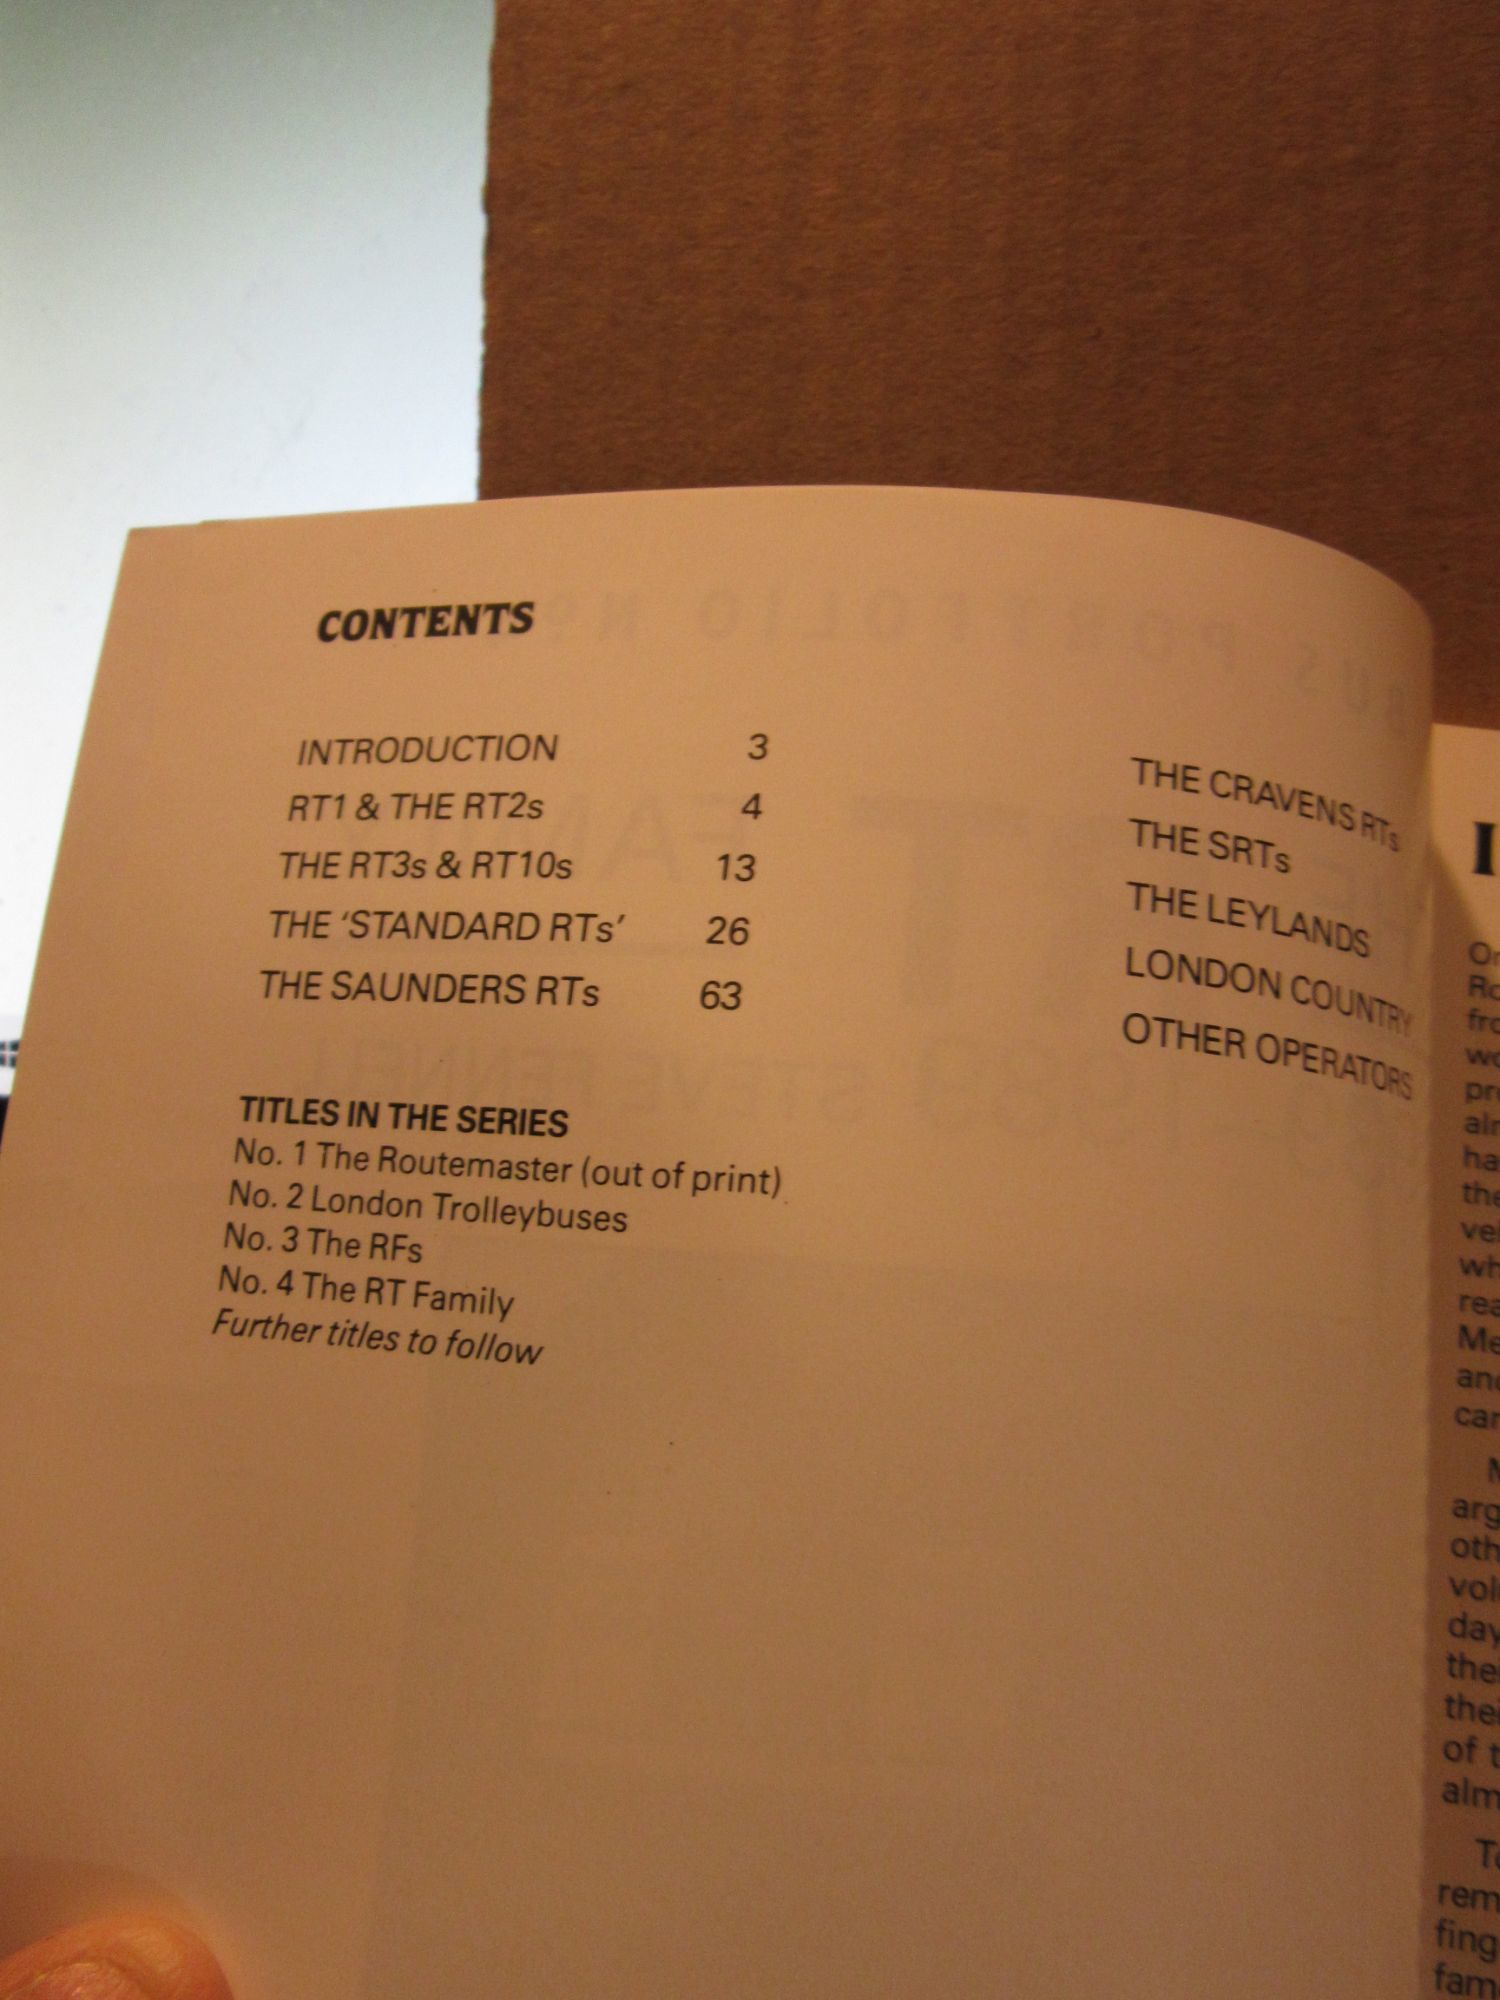 CONTENTS
INTRODUCTION 3
RT1 & THE RT2s 4
THE RT3s & RT10s 13
THE ‘STANDARD RTs’ 26
THE SAUNDERS RTs 63
THE CRAVENS RTs
THE SRTs
THE LEYLANDS
LONDON COUNTRY
OTHER OPERATORS
TITLES IN THE SERIES
No. 1 The Routemaster (out of print)
No. 2 London Trolleybuses
No. 3 The RFs
No. 4 The RT Family
Further titles to follow